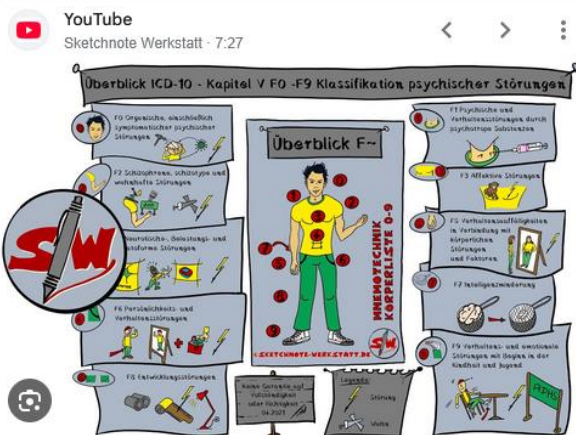 YouTube
Sketchnote Werkstatt · 7:27
Überblick ICD-10 - Kapitel V F0 -F9 Klassifikation psychischer Störungen
F0 Organische, einschließlich
symptomatischer psychischer
Störungen
F2 Schizophrene, schizotype und
wahnhafte Störungen
Belastungs- und
Störungen
F6 Persönlichkeits- und
Verhaltensstörungen
F8 Entwicklungsstörungen
SW
Überblick F~
MNEMOTECHNIK
KÖRPERLISTE 0-9
SKETCHNOTE-WERKSTATT.DE
Keine Garantie auf
Vollständigkeit
oder Richtigkeit
04.2023
Legende:
Störung
Wahn
F1 Psychische und
Verhaltensstörungen durch
psychotrope Substanzen
F3 Affektive Störungen
F5 Verhaltensauffälligkeiten
in Verbindung mit
körperlichen
Störungen
und Faktoren
F7 Intelligenzminderung
F9 Verhaltens- und emotionale
Störungen mit Beginn in der
Kindheit und Jugend
ADHS